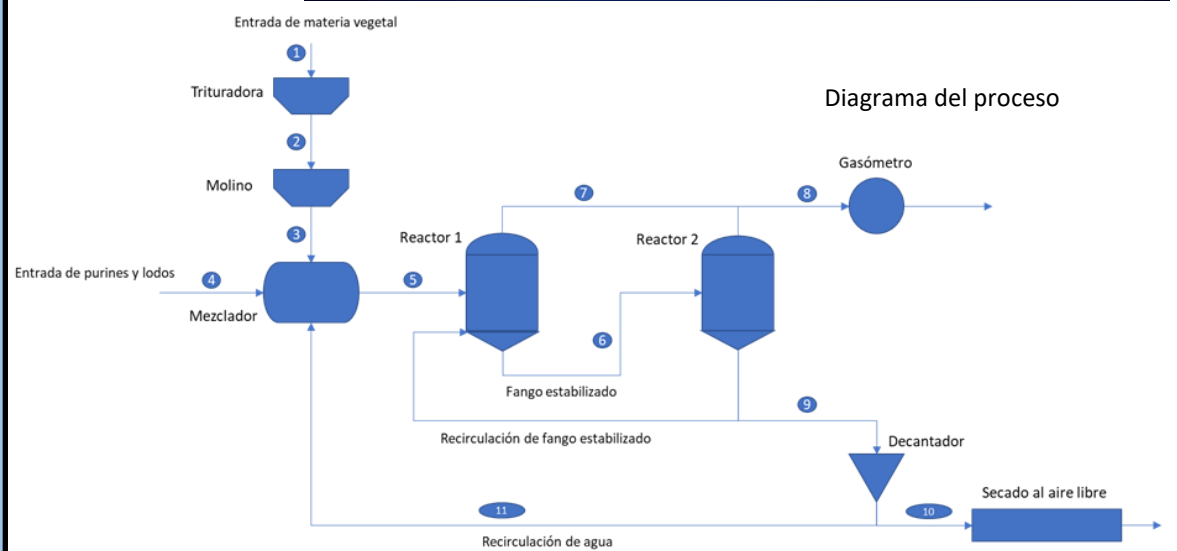 Entrada de materia vegetal
1
Trituradora
Diagrama del proceso
2
Gasómetro
Molino
7
8
3
Reactor 1
Reactor 2
Entrada de purines y lodos
4
5
Mezclador
6
Fango estabilizado
9
Recirculación de fango estabilizado
Decantador
Secado al aire libre
11
10
Recirculación de agua